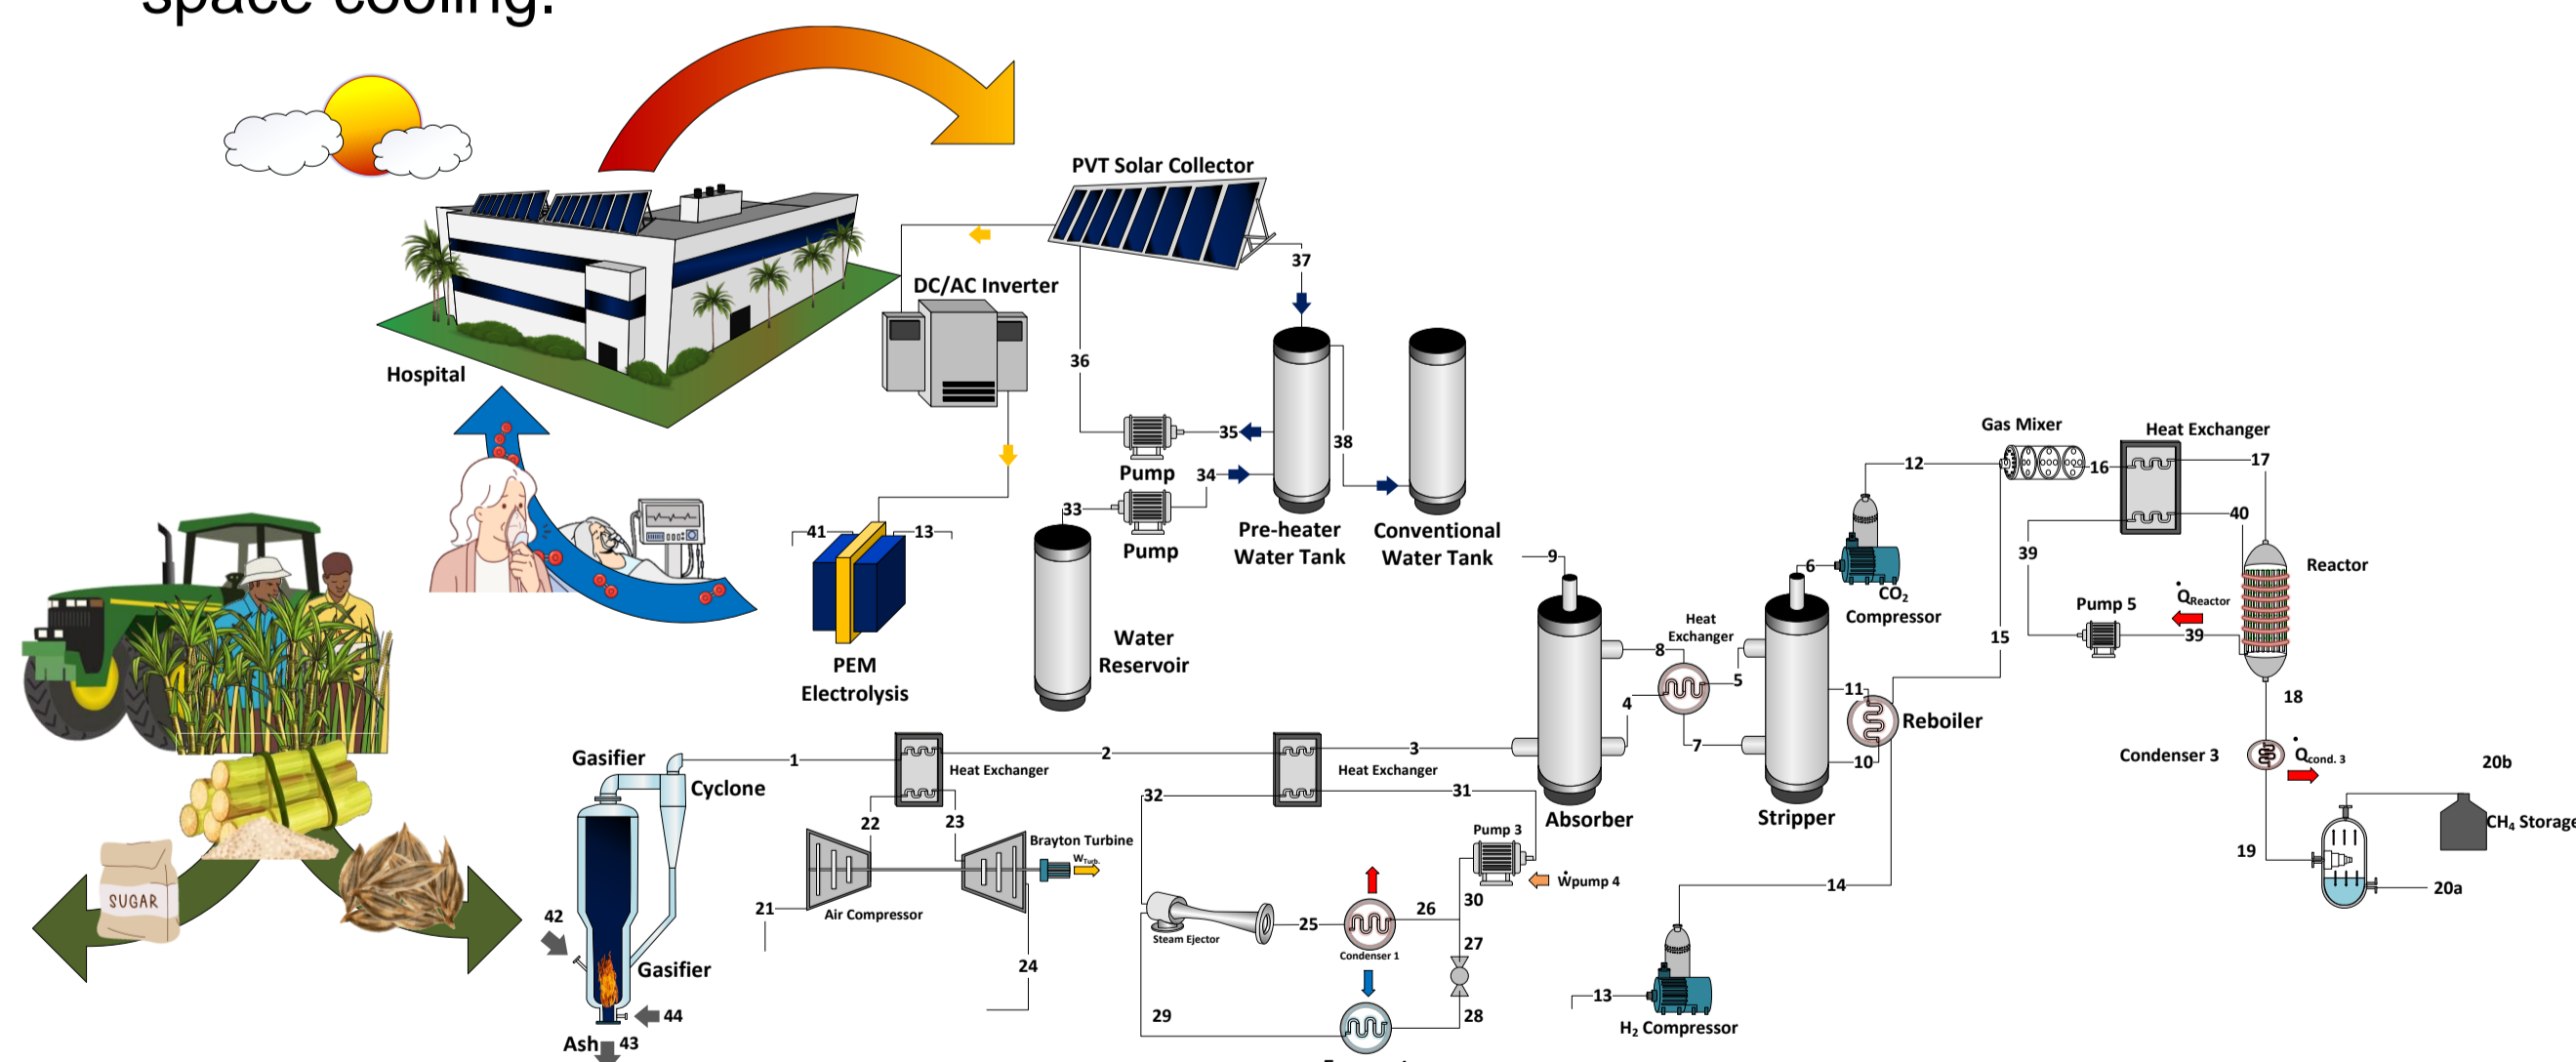 space cooling.
PVT Solar Collector
37
DC/AC Inverter
36
Hospital
35
38
Pump
34
33
Pump
Pre-heater
Water Tank
Conventional
Water Tank
41
13
PEM
Electrolysis
Water
Reservoir
Gas Mixer
Heat Exchanger
12
16
17
40
39
9
6
CO2
Compressor
Reactor
Pump 5
Q̇Reactor
39
15
Heat
Exchanger
8
5
4
7
11
10
Reboiler
18
Condenser 3
Q̇cond. 3
20b
CH4 Storage
19
20a
Absorber
Stripper
14
13
H2 Compressor
Gasifier
Cyclone
1
Heat Exchanger
2
Heat Exchanger
3
22
23
32
31
Brayton Turbine
WTurb.
Pump 3
Ẇpump 4
21
Air Compressor
24
SUGAR
42
Gasifier
44
Ash
43
Steam Ejector
25
Condenser 1
26
30
27
28
29